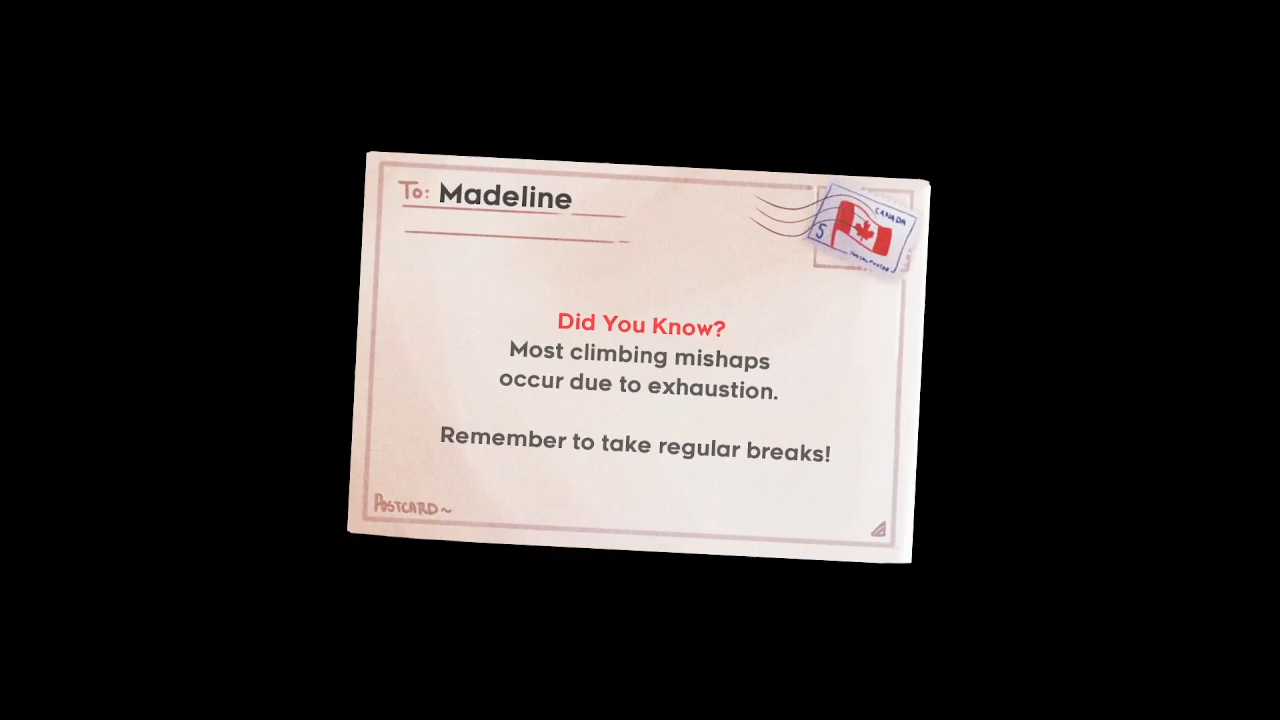 To: Madeline
CANADA
5
Did You Know?
Most climbing mishaps
occur due to exhaustion.
Remember to take regular breaks!
POSTCARD~